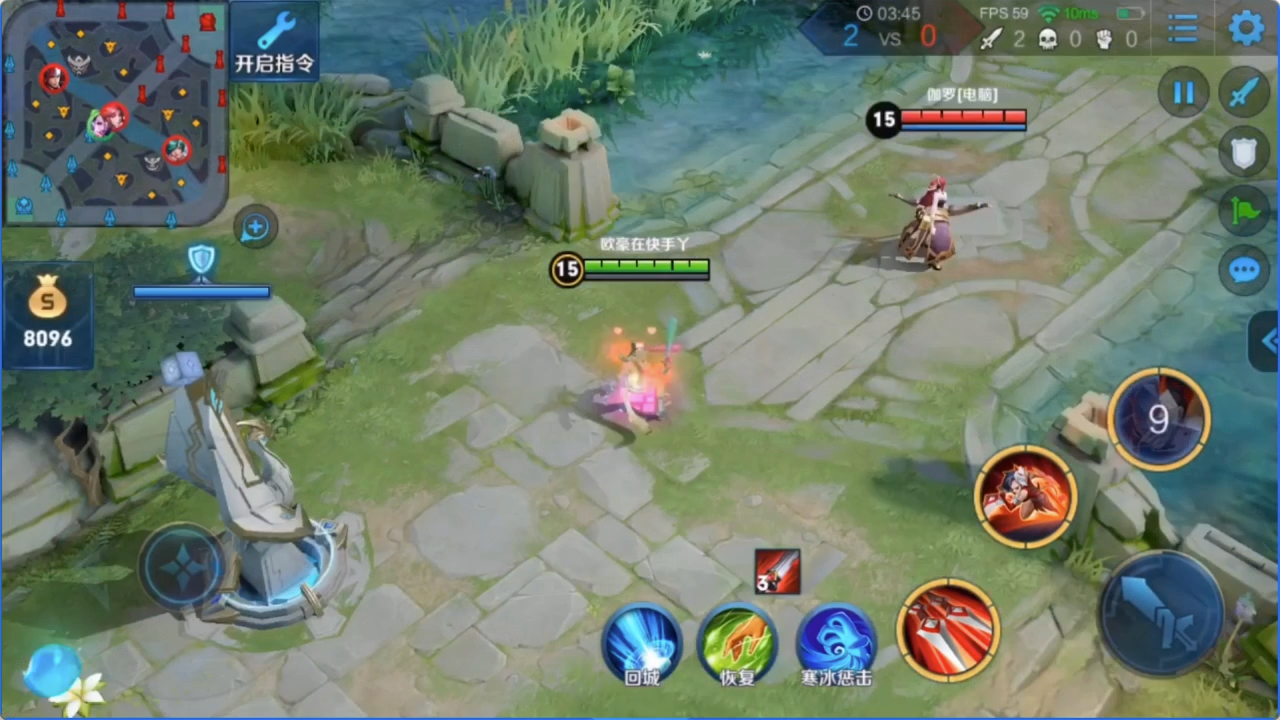 开启指令
03:45
FPS 59
10ms
2 VS 0
2
0
0
伽罗[电脑]
15
欧豪在快手丫
15
S
8096
9
3
回城
恢复
寒冰惩击